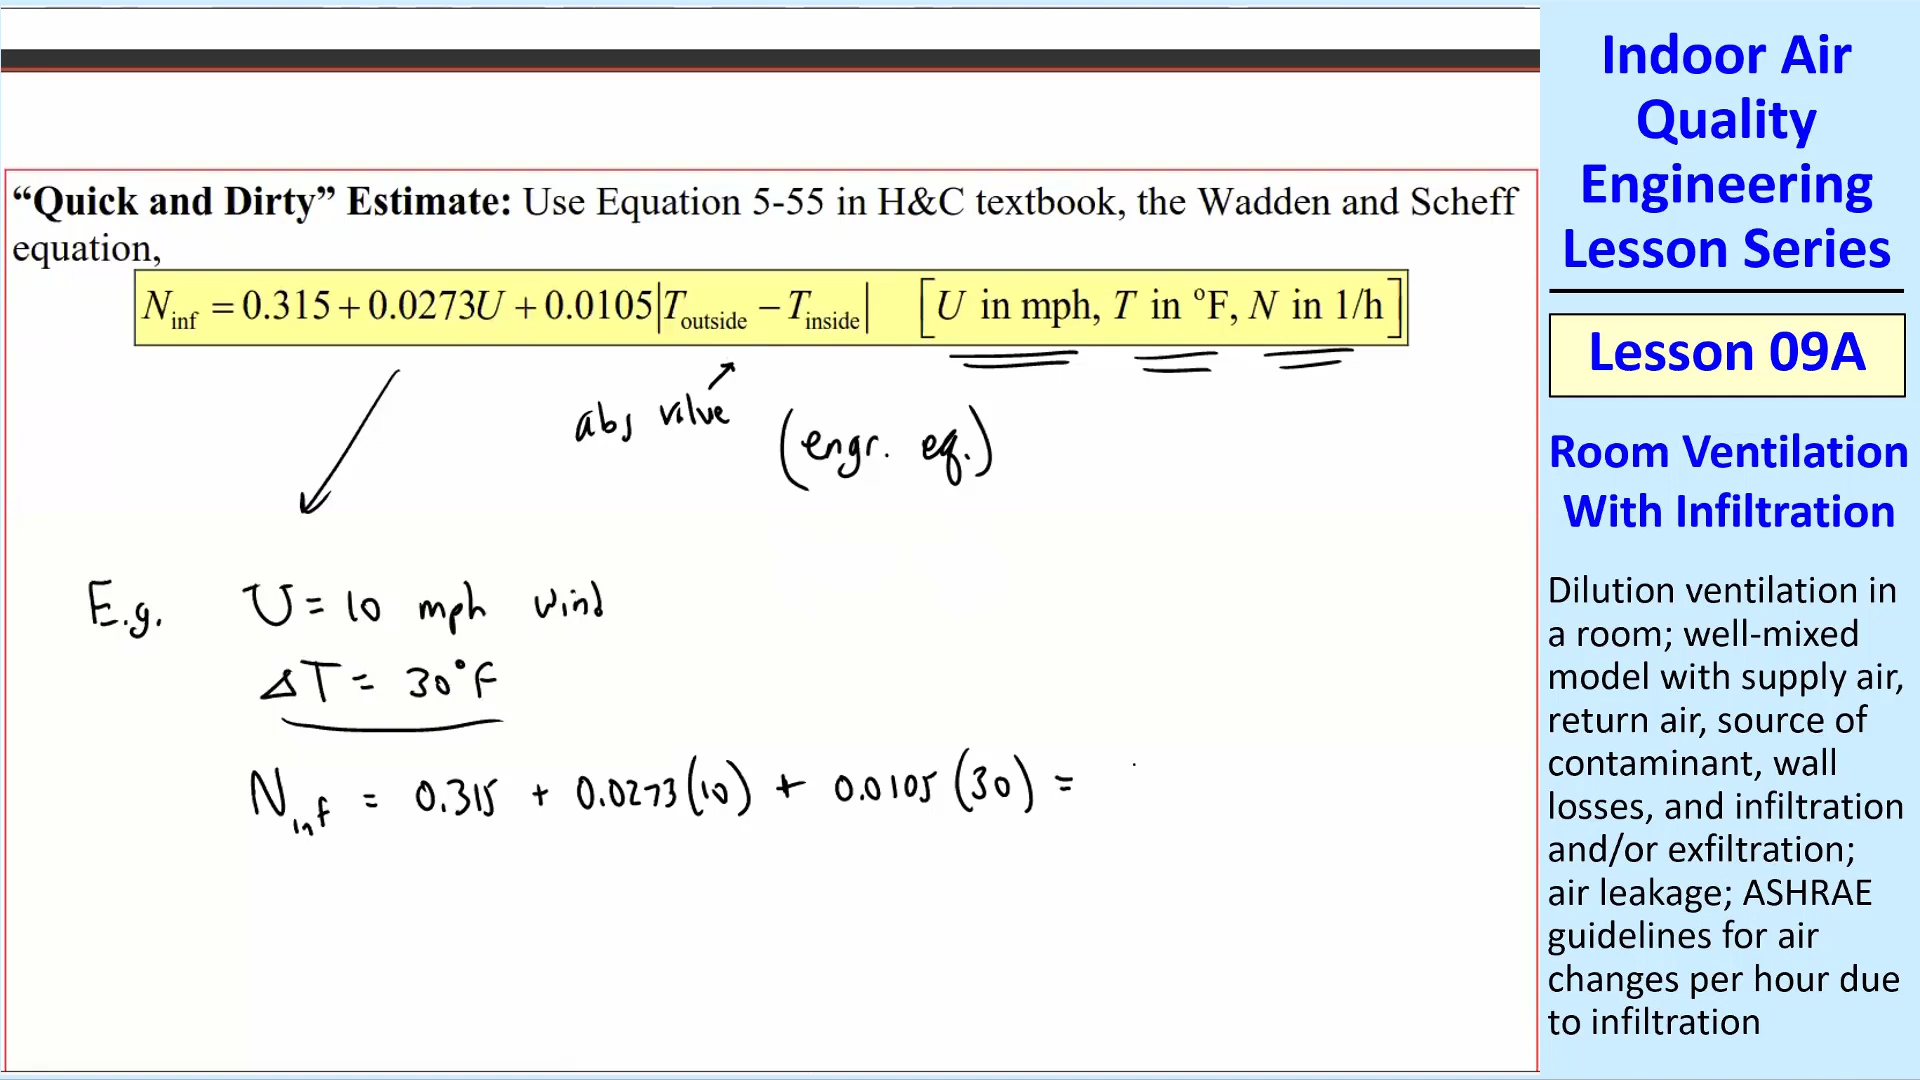 “Quick and Dirty” Estimate: Use Equation 5-55 in H&C textbook, the Wadden and Scheff
equation,
N_inf = 0.315 + 0.0273U + 0.0105|T_outside − T_inside| [U in mph, T in °F, N in 1/h]
abs value
(engr. eq.)
E.g. U = 10 mph wind
ΔT = 30°F
N_inf = 0.315 + 0.0273(10) + 0.0105(30) =
Indoor Air
Quality
Engineering
Lesson Series
Lesson 09A
Room Ventilation
With Infiltration
Dilution ventilation in
a room; well-mixed
model with supply air,
return air, source of
contaminant, wall
losses, and infiltration
and/or exfiltration;
air leakage; ASHRAE
guidelines for air
changes per hour due
to infiltration